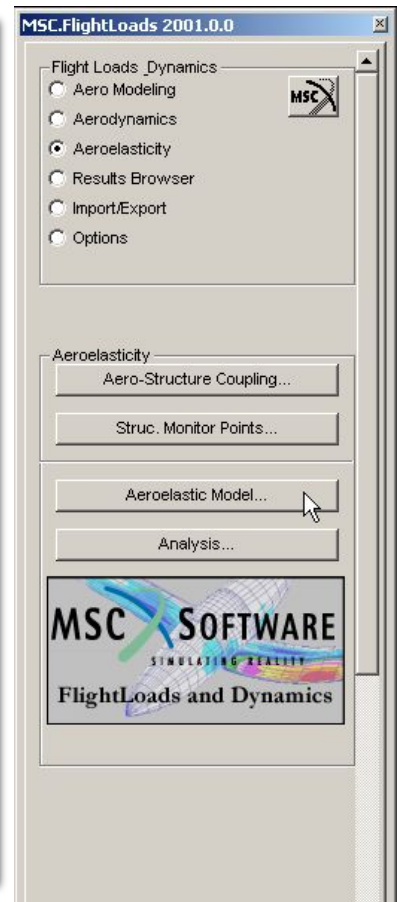 MSC.FlightLoads 2001.0.0
Flight Loads _Dynamics
Aero Modeling
MSC
Aerodynamics
Aeroelasticity
Results Browser
Import/Export
Options
Aeroelasticity
Aero-Structure Coupling...
Struc. Monitor Points...
Aeroelastic Model...
Analysis...
MSC SOFTWARE
SIMULATING REALITY
FlightLoads and Dynamics